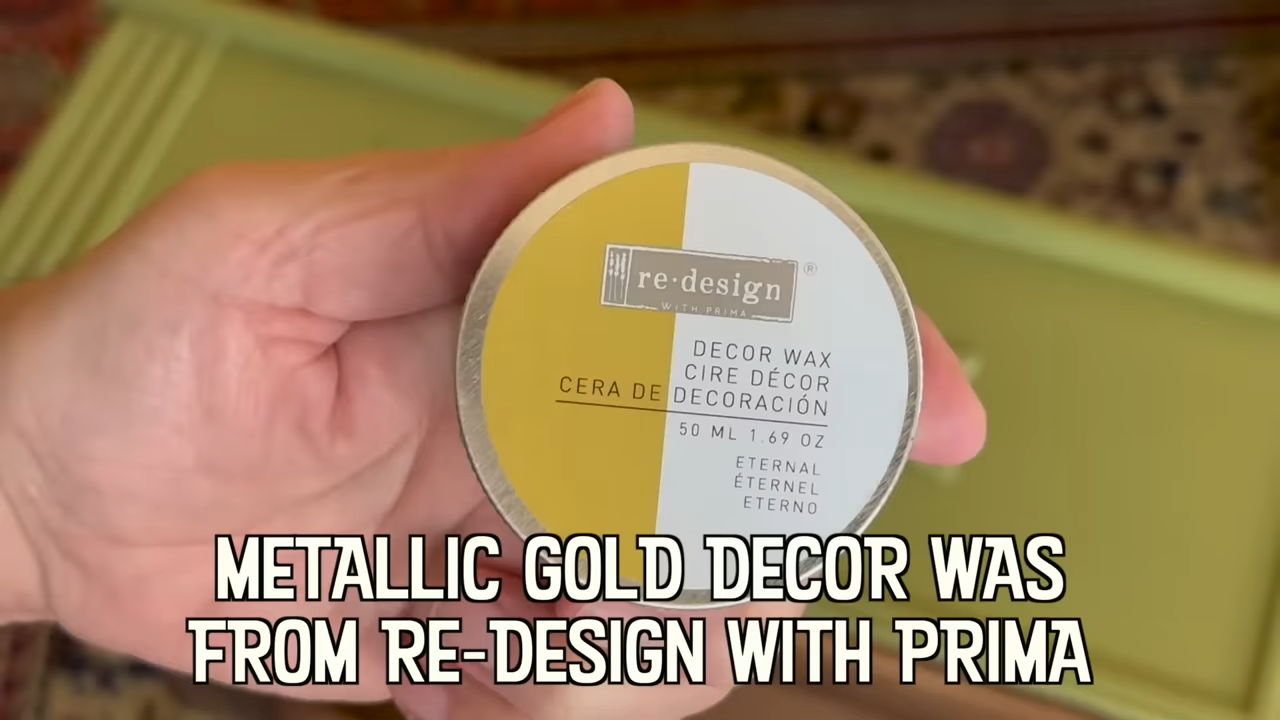 re·design
WITH PRIMA
®
DECOR WAX
CIRE DÉCOR
CERA DE DECORACIÓN
50 ML 1.69 OZ
ETERNAL
ÉTERNEL
ETERNO
METALLIC GOLD DECOR WAS
FROM RE-DESIGN WITH PRIMA